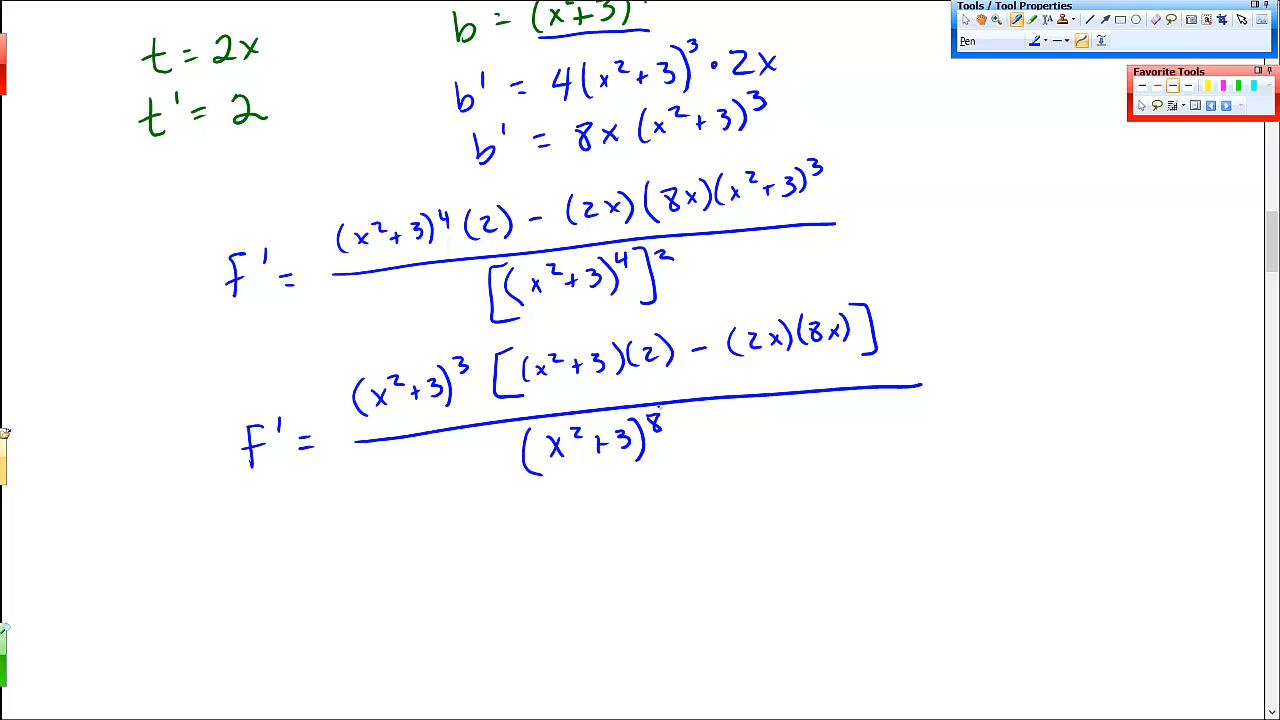 Tools / Tool Properties
Pen
Favorite Tools
b = (x²+3)
t = 2x
b' = 4(x²+3)³ · 2x
t' = 2
b' = 8x(x²+3)³
F' = (x²+3)⁴(2) - (2x)(8x)(x²+3)³
[(x²+3)⁴]²
F' = (x²+3)³[(x²+3)(2) - (2x)(8x)]
(x²+3)⁸